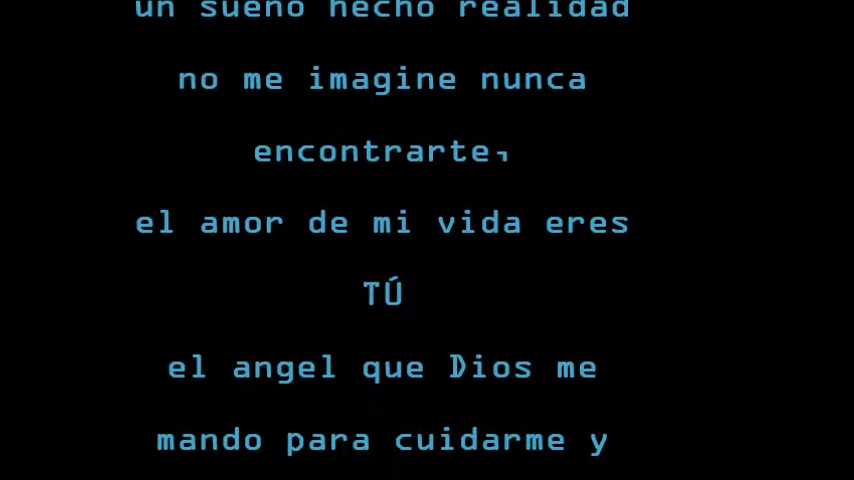 un sueño hecho realidad
no me imagine nunca
encontrarte,
el amor de mi vida eres
TÚ
el angel que Dios me
mando para cuidarme y